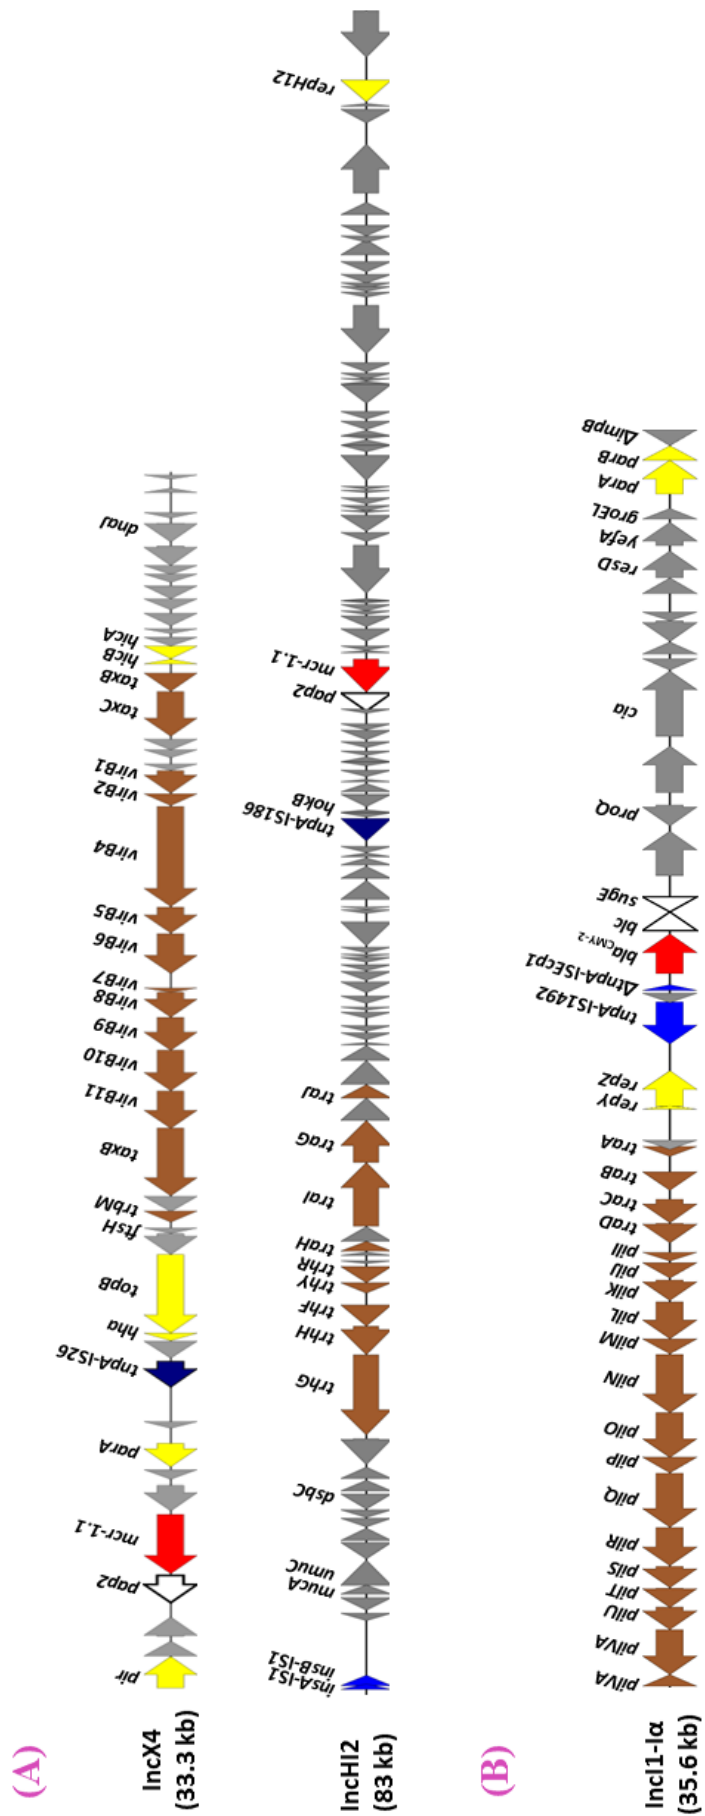 (A)
pir
pap2
mcr-1.1
parA
tnpA-IS26
hha
topB
ftsH
trbM
taxB
virB11
virB10
virB9
virB8
virB7
virB6
virB5
virB4
virB2
virB1
taxC
taxB
hicB
hicA
dnaJ
IncX4
(33.3 kb)
insA-IS1
insB-IS1
mucA
umuC
dsbC
trhG
trhH
trhF
trhY
trhR
traH
traI
traG
traJ
tnpA-IS186
hokB
pap2
mcr-1.1
repH12
IncHI2
(83 kb)
(B)
pilVA
pilVA
pilU
pilT
pilS
pilR
pilQ
pilP
pilO
pilN
pilM
pilL
pilK
pilJ
pilI
traD
traC
traB
traA
repY
repZ
tnpA-IS1492
ΔtnpA-ISEcp1
blaCMY-2
blc
sugE
proQ
cia
resD
yefA
groEL
parA
parB
ΔimpB
IncI1-Iα
(35.6 kb)